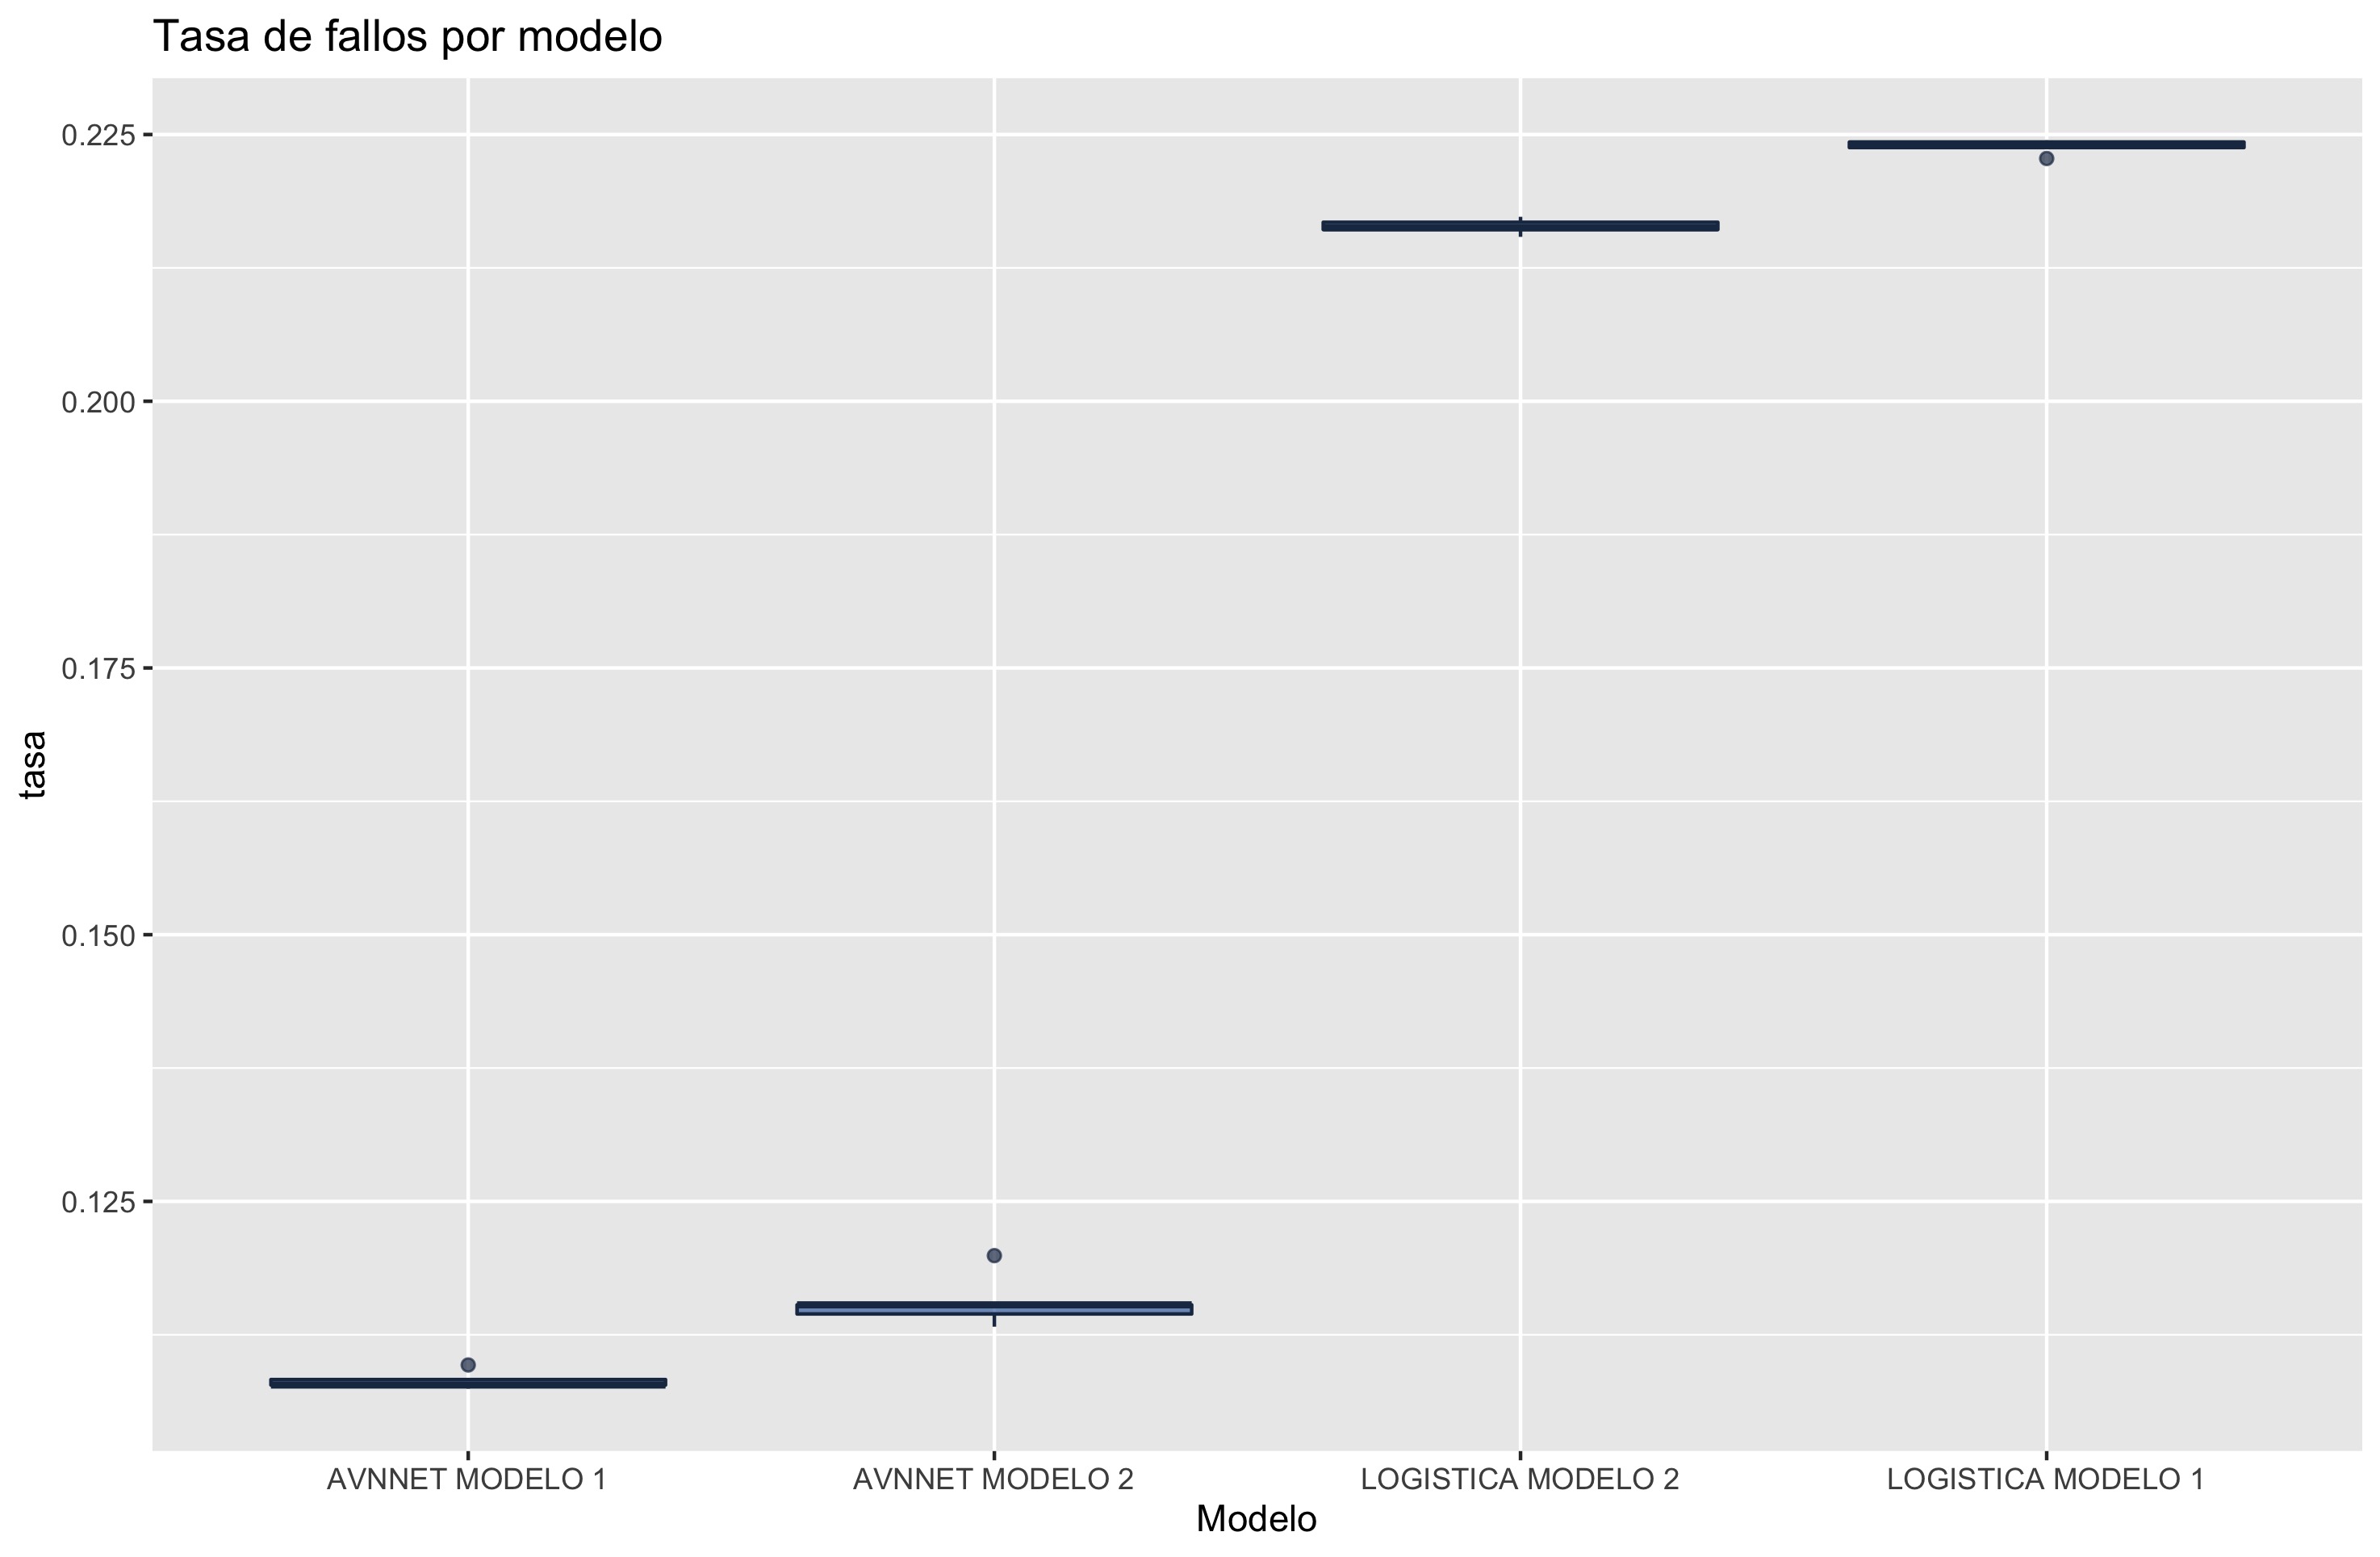 Tasa de fallos por modelo
0.225
0.200
0.175
0.150
0.125
tasa
AVNNET MODELO 1
AVNNET MODELO 2
LOGISTICA MODELO 2
LOGISTICA MODELO 1
Modelo